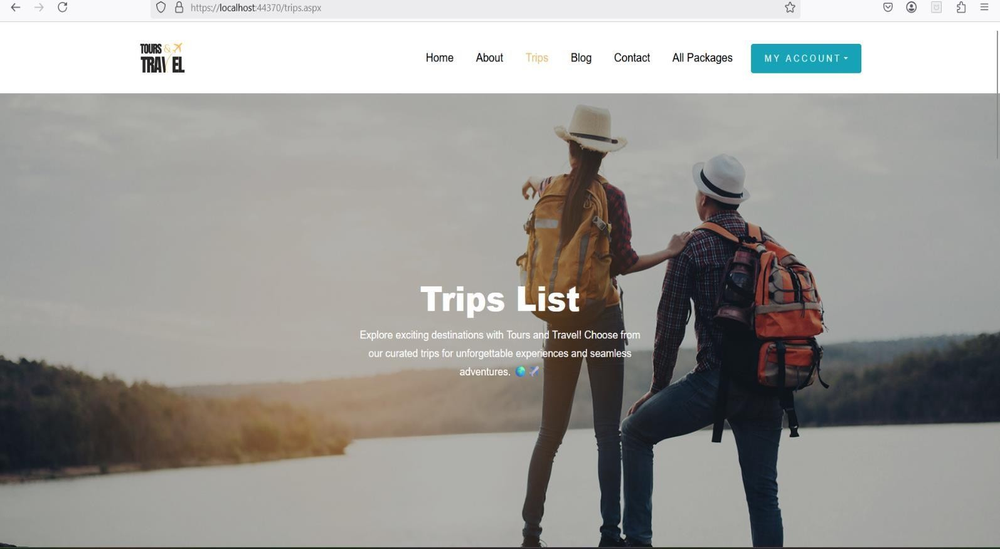 https://localhost:44370/trips.aspx
TOURS &
TRAVEL
Home About Trips Blog Contact All Packages MY ACCOUNT
Trips List
Explore exciting destinations with Tours and Travel! Choose from
our curated trips for unforgettable experiences and seamless
adventures. 🌍 ✈️